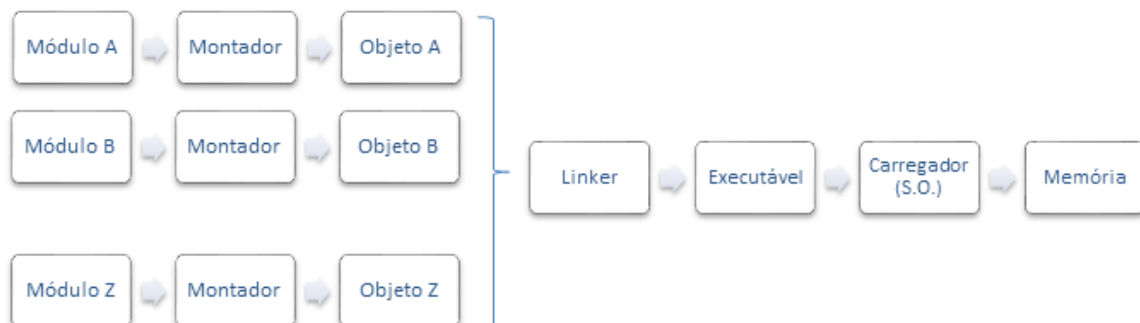 Módulo A
Montador
Objeto A
Módulo B
Montador
Objeto B
Módulo Z
Montador
Objeto Z
Linker
Executável
Carregador
(S.O.)
Memória